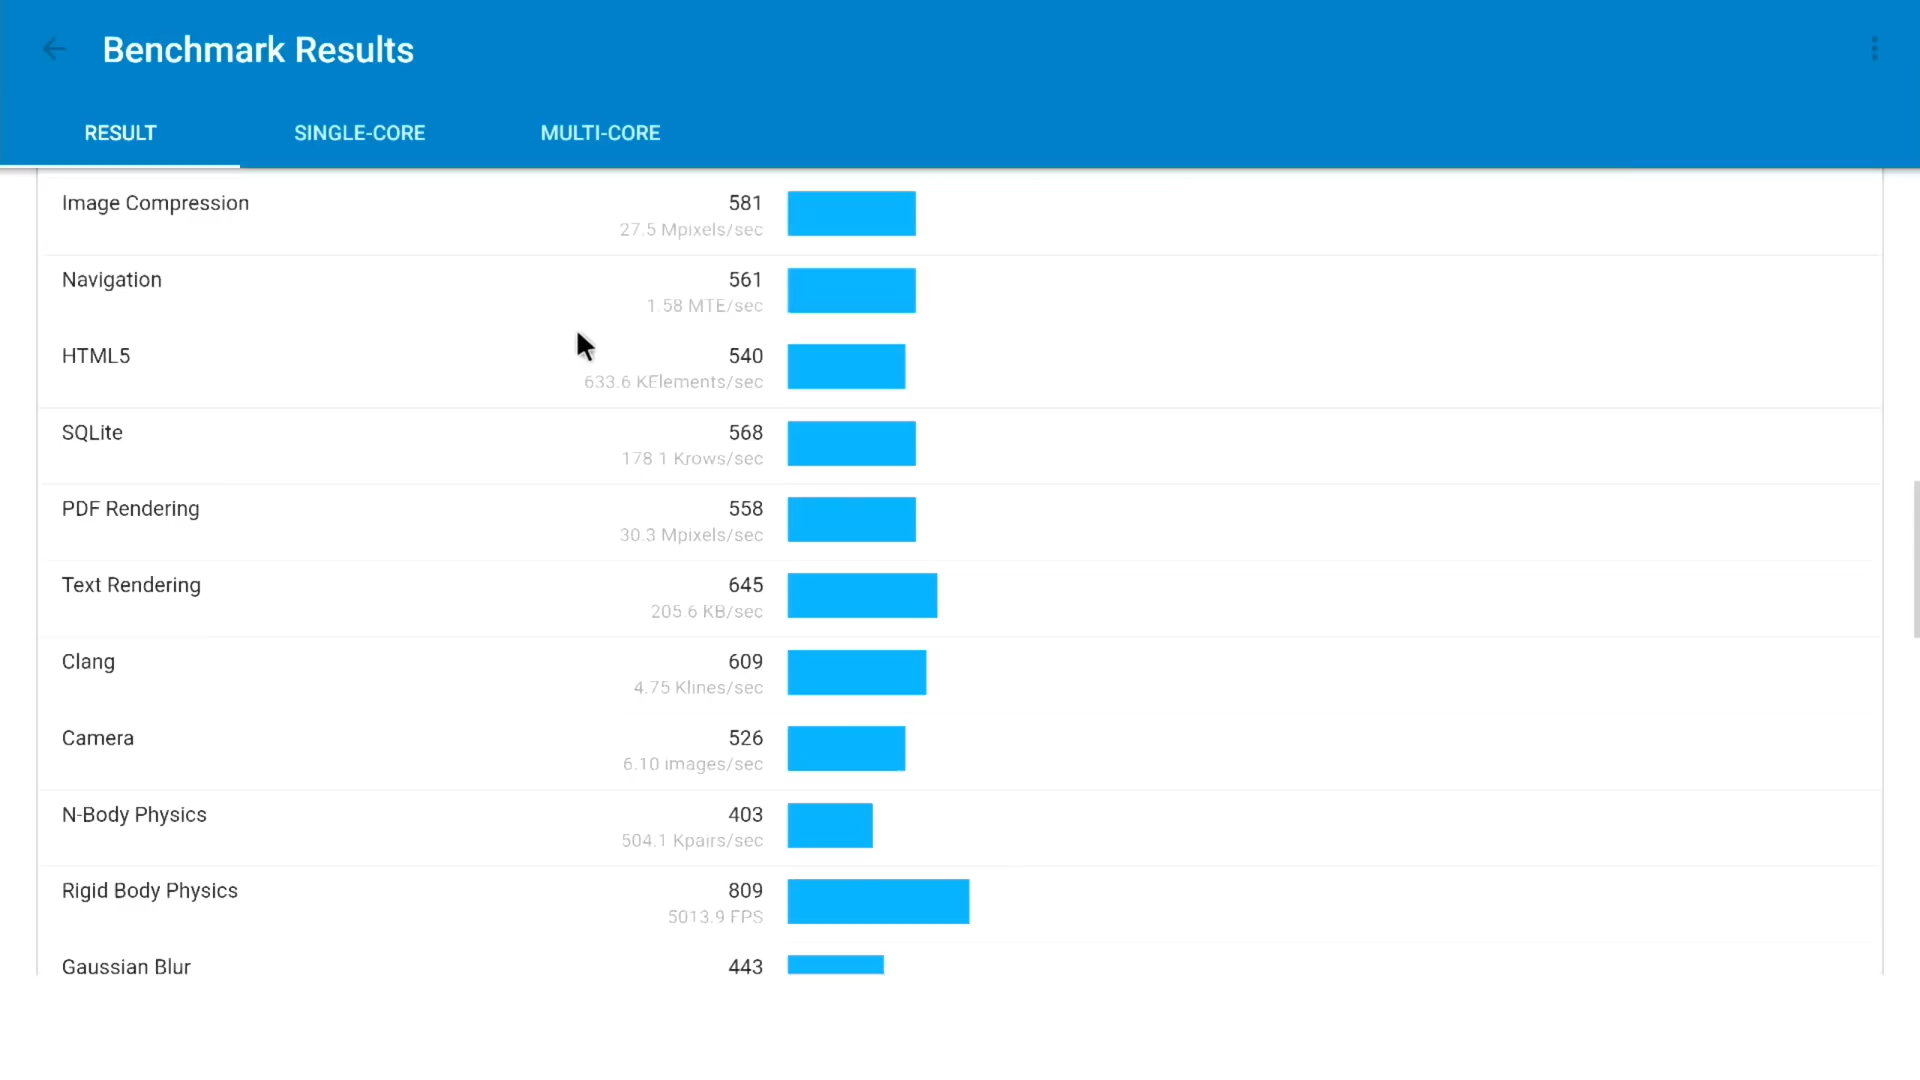 Benchmark Results
RESULT
SINGLE-CORE
MULTI-CORE
Image Compression 581
27.5 Mpixels/sec
Navigation 561
1.58 MTE/sec
HTML5 540
633.6 KElements/sec
SQLite 568
178.1 Krows/sec
PDF Rendering 558
30.3 Mpixels/sec
Text Rendering 645
205.6 KB/sec
Clang 609
4.75 Klines/sec
Camera 526
6.10 images/sec
N-Body Physics 403
504.1 Kpairs/sec
Rigid Body Physics 809
5013.9 FPS
Gaussian Blur 443